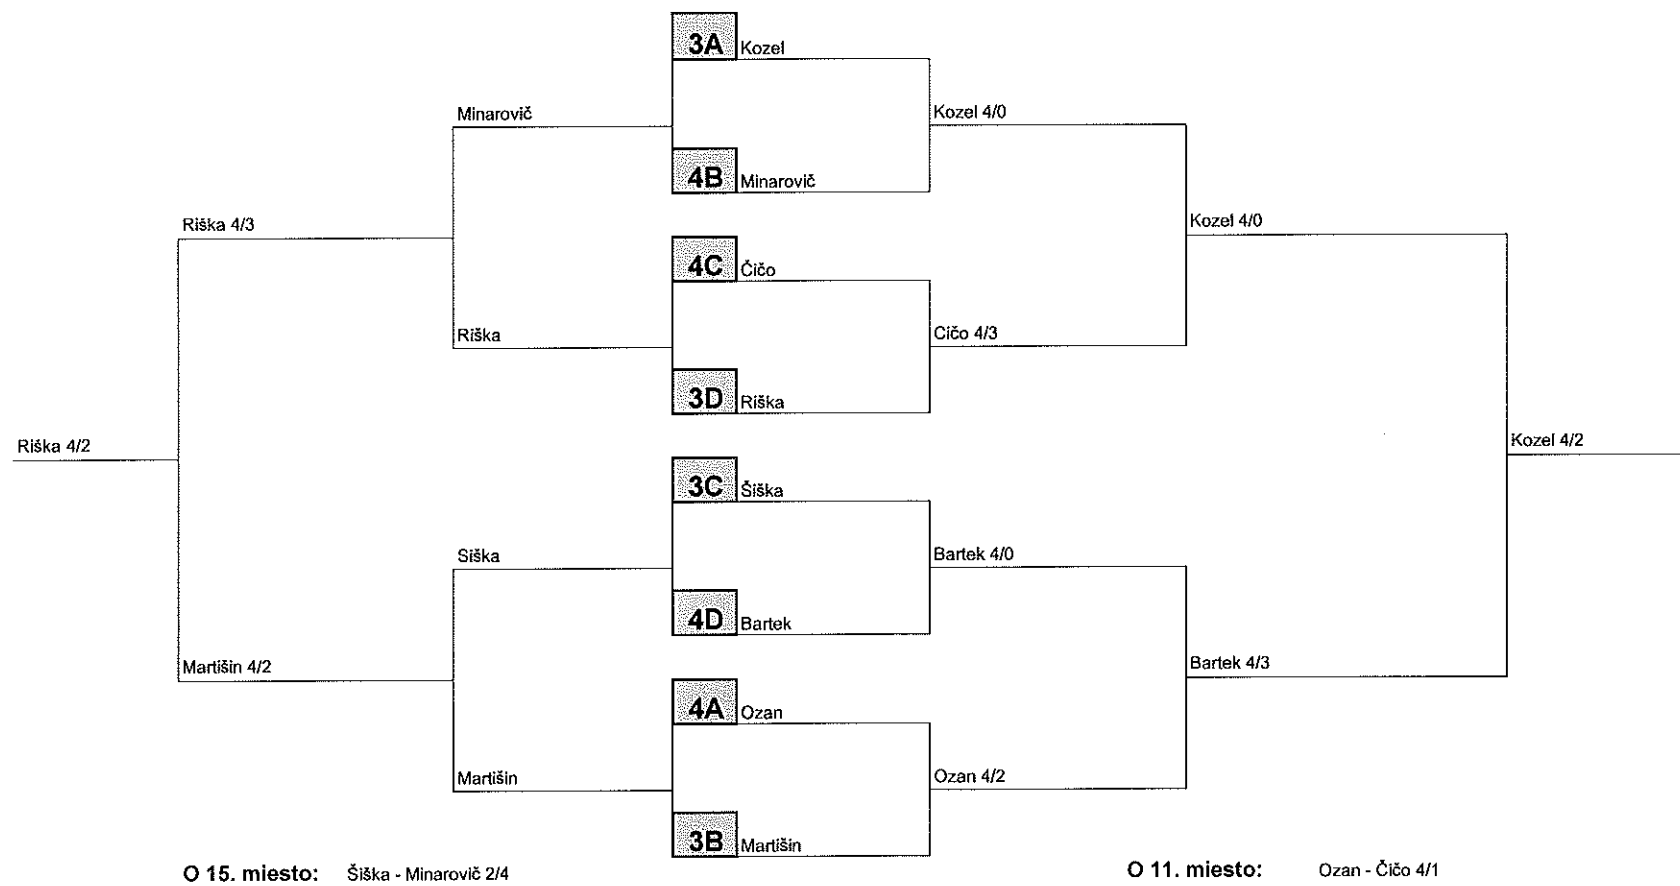 3A Kozel
Minarovič
Kozel 4/0
4B Minarovič
Riška 4/3
Kozel 4/0
4C Čičo
Riška
Cičo 4/3
3D Riška
Riška 4/2
Kozel 4/2
3C Šiška
Siška
Bartek 4/0
4D Bartek
Martišin 4/2
Bartek 4/3
4A Ozan
Martišin
Ozan 4/2
3B Martišin
O 15. miesto: Šiška - Minarovič 2/4
O 11. miesto: Ozan - Čičo 4/1